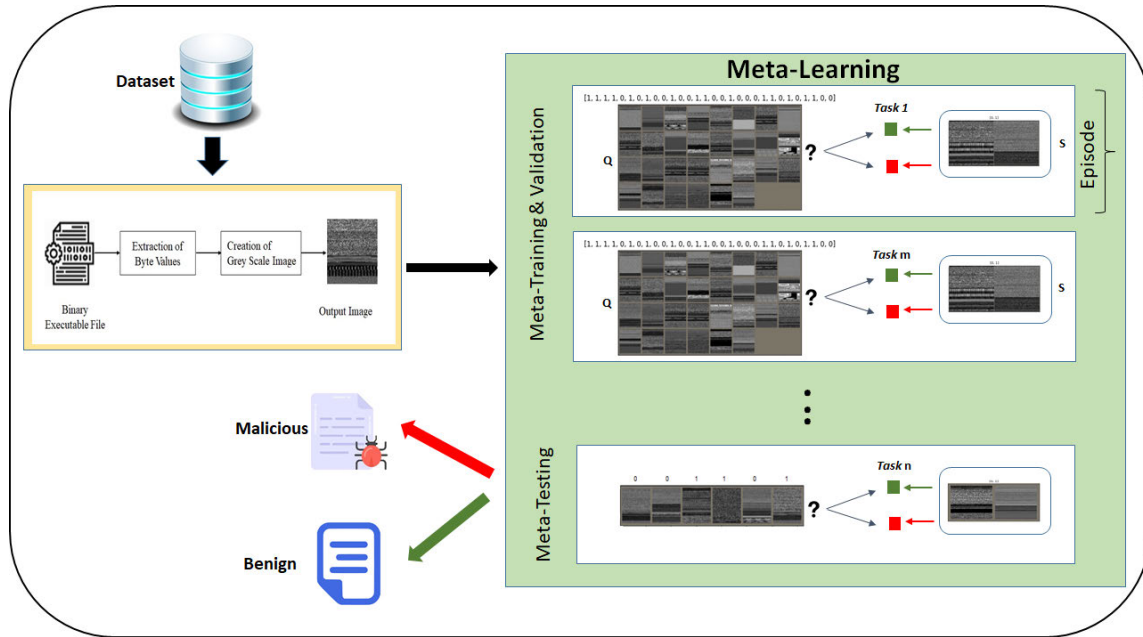 Dataset
Binary
Executable File
Extraction of
Byte Values
Creation of
Grey Scale Image
Output Image
Malicious
Benign
Meta-Learning
Meta-Training & Validation
[1, 1, 1, 1, 0, 1, 0, 1, 0, 0, 1, 0, 0, 1, 1, 0, 0, 1, 0, 0, 0, 1, 1, 0, 1, 0, 1, 1, 0, 0]
Q
?
Task 1
S
Episode
[1, 1, 1, 1, 0, 1, 0, 1, 0, 0, 1, 0, 0, 1, 1, 0, 0, 1, 0, 0, 0, 1, 1, 0, 1, 0, 1, 1, 0, 0]
Q
?
Task m
S
Meta-Testing
0 0 1 1 0 1
?
Task n